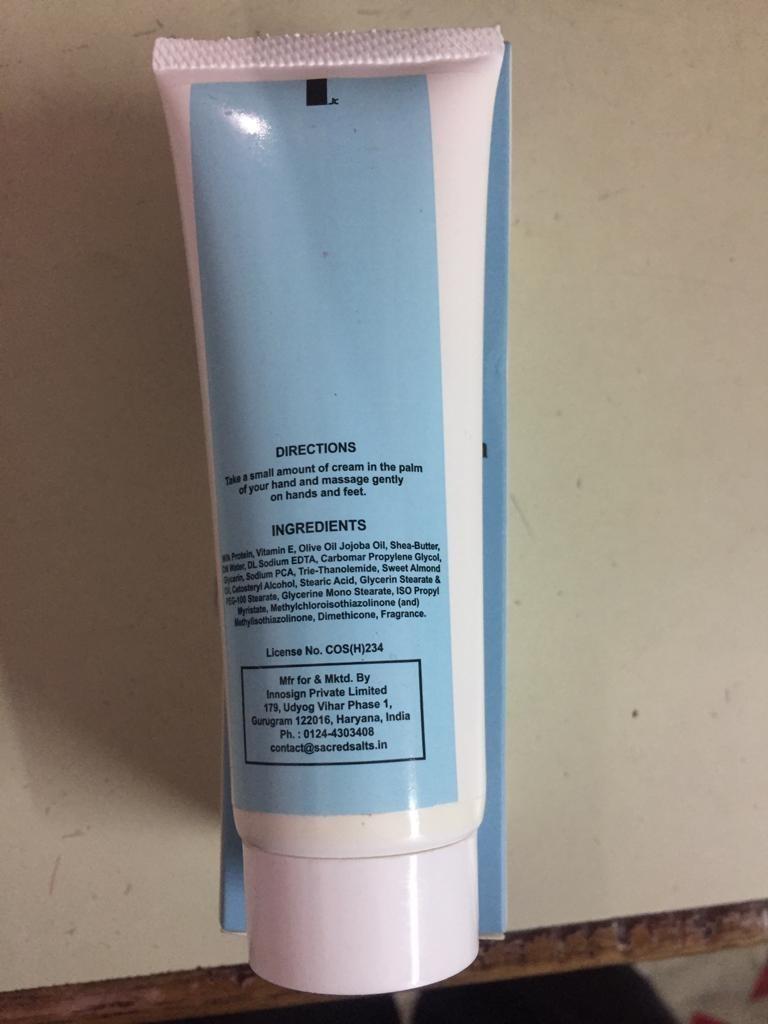 DIRECTIONS
Take a small amount of cream in the palm
of your hand and massage gently
on hands and feet.
INGREDIENTS
Milk Protein, Vitamin E, Olive Oil Jojoba Oil, Shea-Butter,
DM Water, DL Sodium EDTA, Carbomar Propylene Glycol,
Glycarin, Sodium PCA, Trie-Thanolemide, Sweet Almond
Oil, Cetosteryl Alcohol, Stearic Acid, Glycerin Stearate &
PEG-100 Stearate, Glycerine Mono Stearate, ISO Propyl
Myristate, Methylchloroisothiazolinone (and)
Methylisothiazolinone, Dimethicone, Fragrance.
License No. COS(H)234
Mfr for & Mktd. By
Innosign Private Limited
179, Udyog Vihar Phase 1,
Gurugram 122016, Haryana, India
Ph. : 0124-4303408
contact@sacredsalts.in